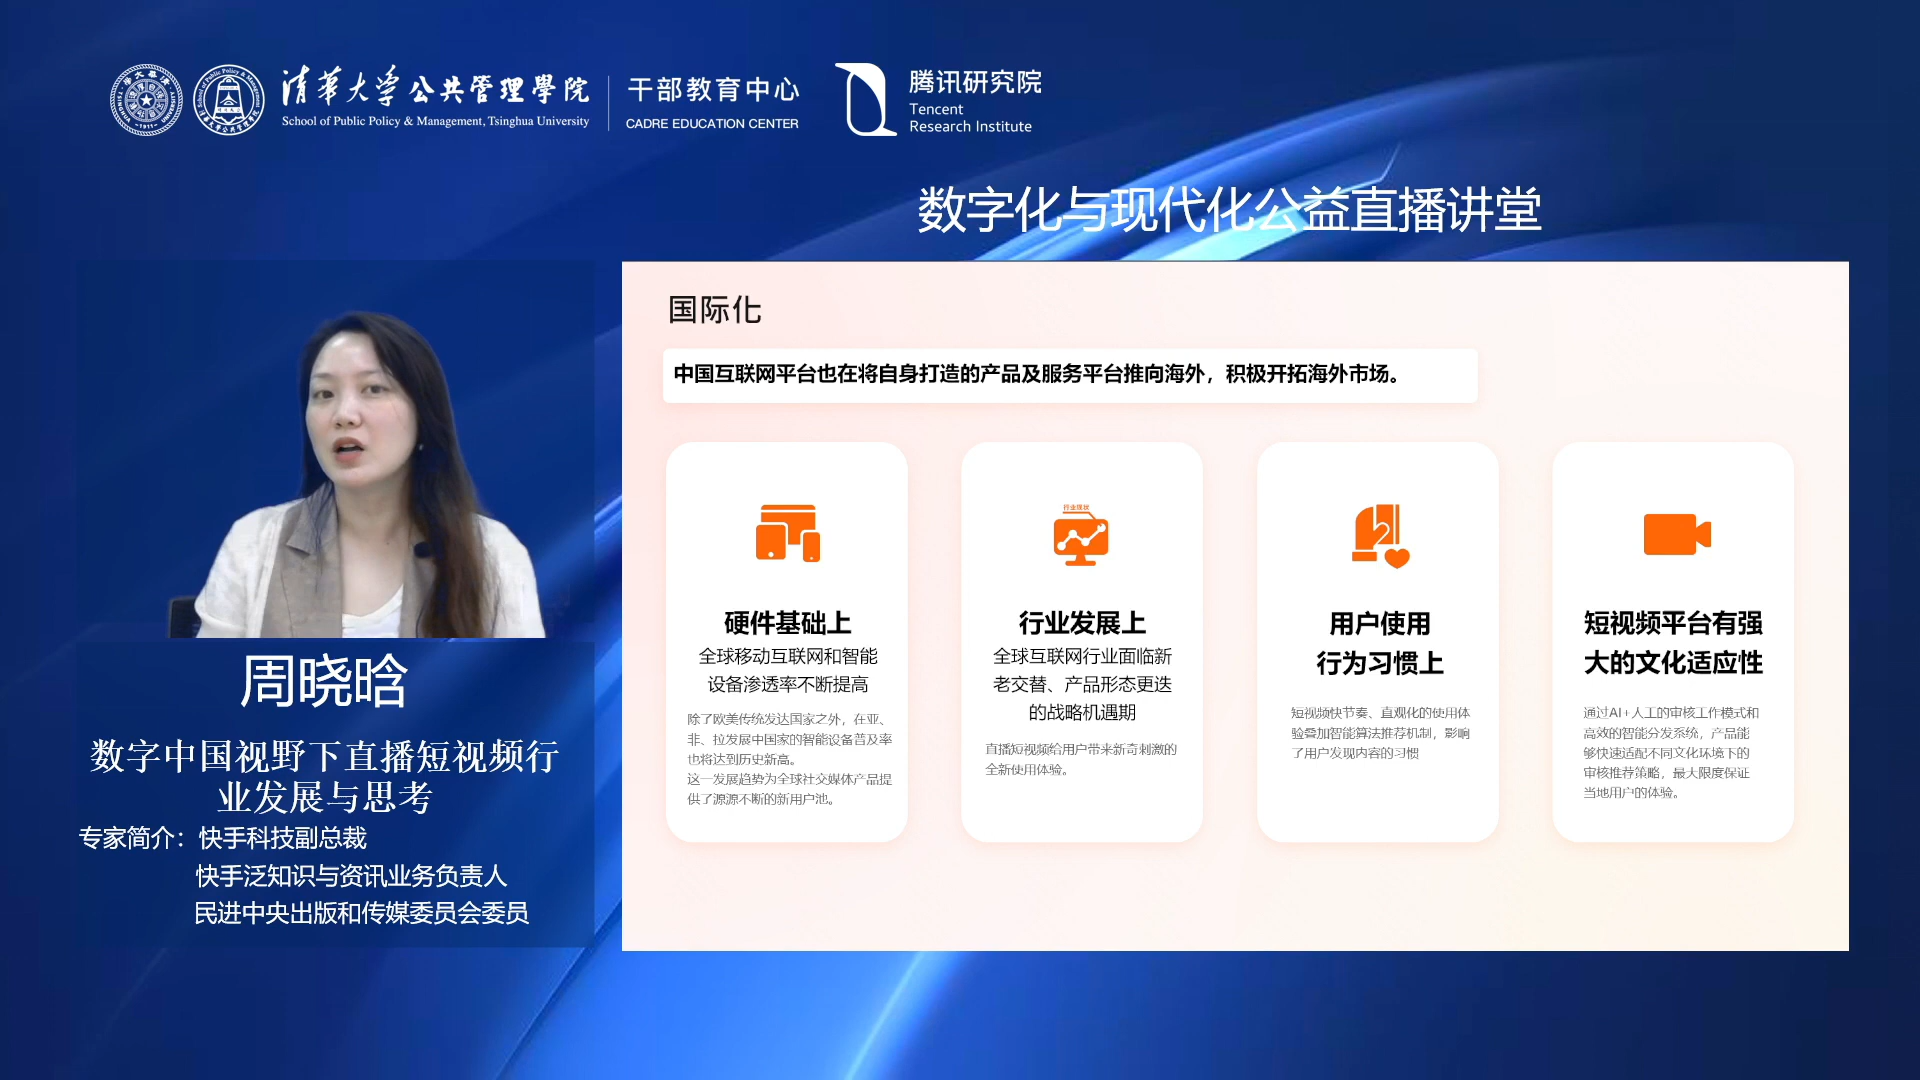 清華大学公共管理學院
School of Public Policy & Management, Tsinghua University
干部教育中心
CADRE EDUCATION CENTER
腾讯研究院
Tencent
Research Institute
数字化与现代化公益直播讲堂
周晓晗
数字中国视野下直播短视频行
业发展与思考
专家简介：快手科技副总裁
快手泛知识与资讯业务负责人
民进中央出版和传媒委员会委员
国际化
中国互联网平台也在将自身打造的产品及服务平台推向海外，积极开拓海外市场。
硬件基础上
全球移动互联网和智能
设备渗透率不断提高
除了欧美传统发达国家之外，在亚、
非、拉发展中国家的智能设备普及率
也将达到历史新高。
这一发展趋势为全球社交媒体产品提
供了源源不断的新用户池。
行业现状
行业发展上
全球互联网行业面临新
老交替、产品形态更迭
的战略机遇期
直播短视频给用户带来新奇刺激的
全新使用体验。
用户使用
行为习惯上
短视频快节奏、直观化的使用体
验叠加智能算法推荐机制，影响
了用户发现内容的习惯
短视频平台有强
大的文化适应性
通过AI+人工的审核工作模式和
高效的智能分发系统，产品能
够快速适配不同文化环境下的
审核推荐策略，最大限度保证
当地用户的体验。